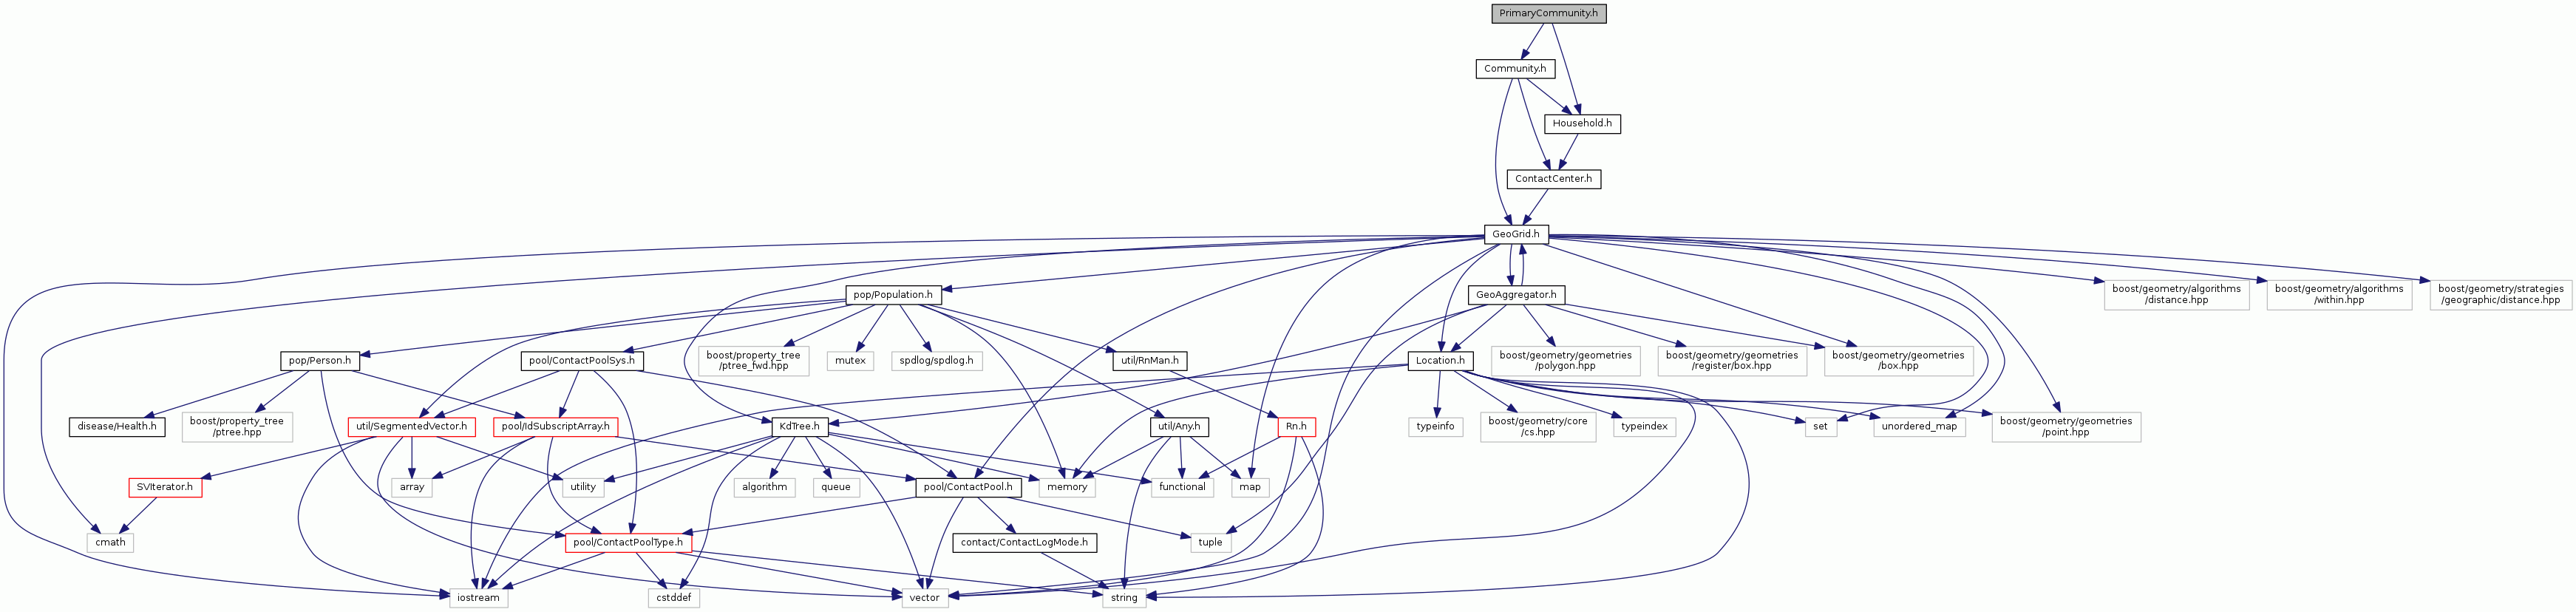 PrimaryCommunity.h
Community.h
Household.h
ContactCenter.h
GeoGrid.h
pop/Population.h
GeoAggregator.h
boost/geometry/algorithms
/distance.hpp
boost/geometry/algorithms
/within.hpp
boost/geometry/strategies
/geographic/distance.hpp
pop/Person.h
pool/ContactPoolSys.h
boost/property_tree
/ptree_fwd.hpp
mutex
spdlog/spdlog.h
util/RnMan.h
Location.h
boost/geometry/geometries
/polygon.hpp
boost/geometry/geometries
/register/box.hpp
boost/geometry/geometries
/box.hpp
disease/Health.h
boost/property_tree
/ptree.hpp
util/SegmentedVector.h
pool/IdSubscriptArray.h
KdTree.h
util/Any.h
Rn.h
typeinfo
boost/geometry/core
/cs.hpp
typeindex
set
unordered_map
boost/geometry/geometries
/point.hpp
SVIterator.h
array
utility
algorithm
queue
pool/ContactPool.h
memory
functional
map
cmath
pool/ContactPoolType.h
contact/ContactLogMode.h
tuple
iostream
cstddef
vector
string